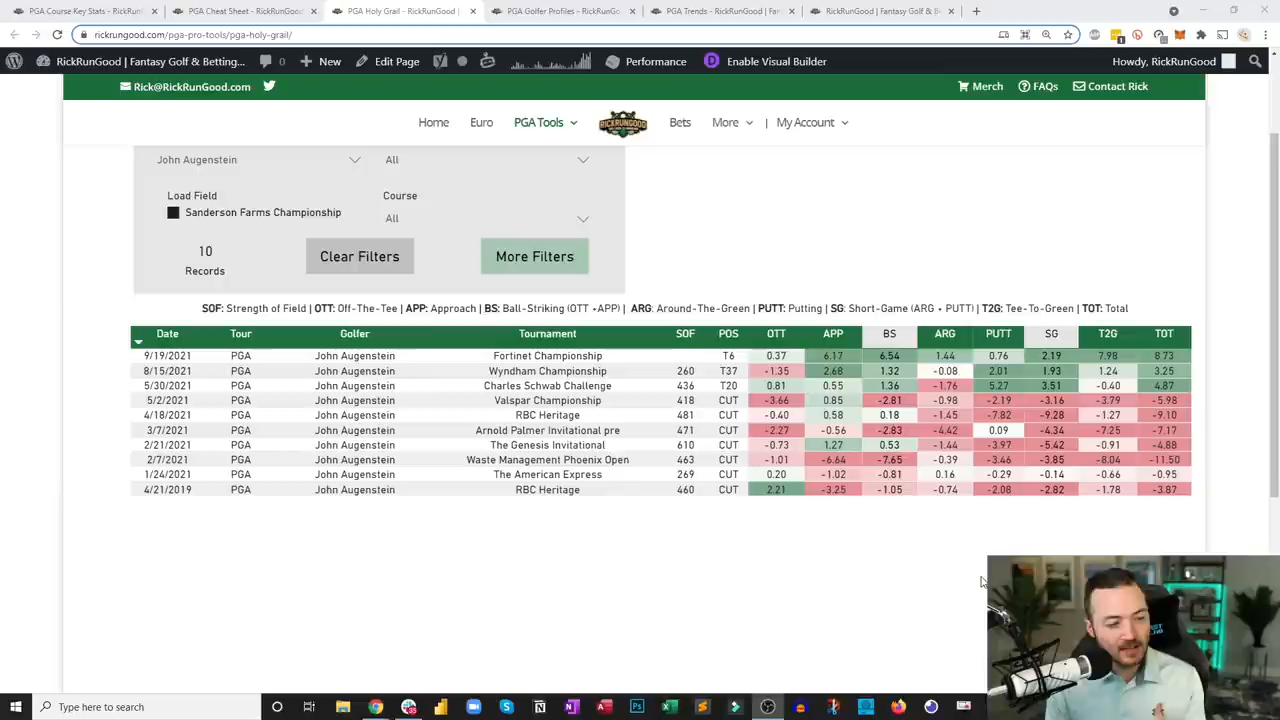 PGA Course Key Stats - RickRunG
PGA Cheat Sheet - RickRunGood
PGA Holy Grail - RickRunGood |
PGA Golfer Profiles - RickRunGo
PGA Trends - RickRunGood | Fan
RickRunGood | Fantasy Golf & B
rickrungood.com/pga-pro-tools/pga-holy-grail/
RickRunGood | Fantasy Golf & Betting... 0 New Edit Page Performance Enable Visual Builder Howdy, RickRunGood
Rick@RickRunGood.com Merch FAQs Contact Rick
Home Euro PGA Tools RICKRUNGOOD Bets More | My Account
John Augenstein All
Load Field Course
Sanderson Farms Championship All
10 Clear Filters More Filters
Records
SOF: Strength of Field | OTT: Off-The-Tee | APP: Approach | BS: Ball-Striking (OTT +APP) | ARG: Around-The-Green | PUTT: Putting | SG: Short-Game (ARG + PUTT) | T2G: Tee-To-Green | TOT: Total
Date Tour Golfer Tournament SOF POS OTT APP BS ARG PUTT SG T2G TOT
9/19/2021 PGA John Augenstein Fortinet Championship T6 0.37 6.17 6.54 1.44 0.76 2.19 7.98 8.73
8/15/2021 PGA John Augenstein Wyndham Championship 260 T37 -1.35 2.68 1.32 -0.08 2.01 1.93 1.24 3.25
5/30/2021 PGA John Augenstein Charles Schwab Challenge 436 T20 0.81 0.55 1.36 -1.76 5.27 3.51 -0.40 4.87
5/2/2021 PGA John Augenstein Valspar Championship 418 CUT -3.66 0.85 -2.81 -0.98 -2.19 -3.16 -3.79 -5.98
4/18/2021 PGA John Augenstein RBC Heritage 481 CUT -0.40 0.58 0.18 -1.45 -7.82 -9.28 -1.27 -9.10
3/7/2021 PGA John Augenstein Arnold Palmer Invitational pre 471 CUT -2.27 -0.56 -2.83 -4.42 0.09 -4.34 -7.25 -7.17
2/21/2021 PGA John Augenstein The Genesis Invitational 610 CUT -0.73 1.27 0.53 -1.44 -3.97 -5.42 -0.91 -4.88
2/7/2021 PGA John Augenstein Waste Management Phoenix Open 463 CUT -1.01 -6.64 -7.65 -0.39 -3.46 -3.85 -8.04 -11.50
1/24/2021 PGA John Augenstein The American Express 269 CUT 0.20 -1.02 -0.81 0.16 -0.29 -0.14 -0.66 -0.95
4/21/2019 PGA John Augenstein RBC Heritage 460 CUT 2.21 -3.25 -1.05 -0.74 -2.08 -2.82 -1.78 -3.87
Type here to search